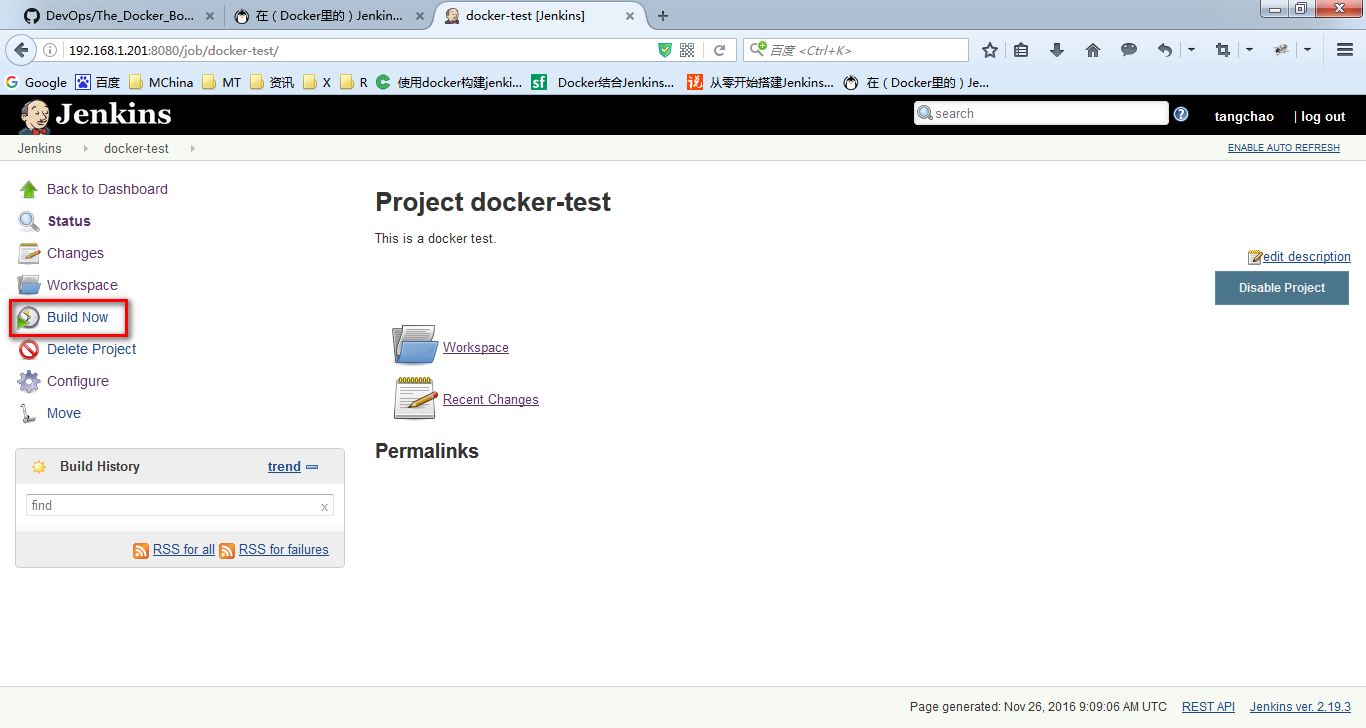 DevOps/The_Docker_Bo... 在（Docker里的）Jenkin... docker-test [Jenkins]
192.168.1.201:8080/job/docker-test/ 百度 <Ctrl+K>
Google 百度 MChina MT 资讯 X R 使用docker构建jenki... sf Docker结合Jenkins... 从零开始搭建Jenkins... 在（Docker里的）Je...
Jenkins search tangchao | log out
Jenkins docker-test ENABLE AUTO REFRESH
Back to Dashboard
Status
Changes
Workspace
Build Now
Delete Project
Configure
Move
Build History trend
find x
RSS for all RSS for failures
Project docker-test
This is a docker test.
edit description
Disable Project
Workspace
Recent Changes
Permalinks
Page generated: Nov 26, 2016 9:09:06 AM UTC REST API Jenkins ver. 2.19.3